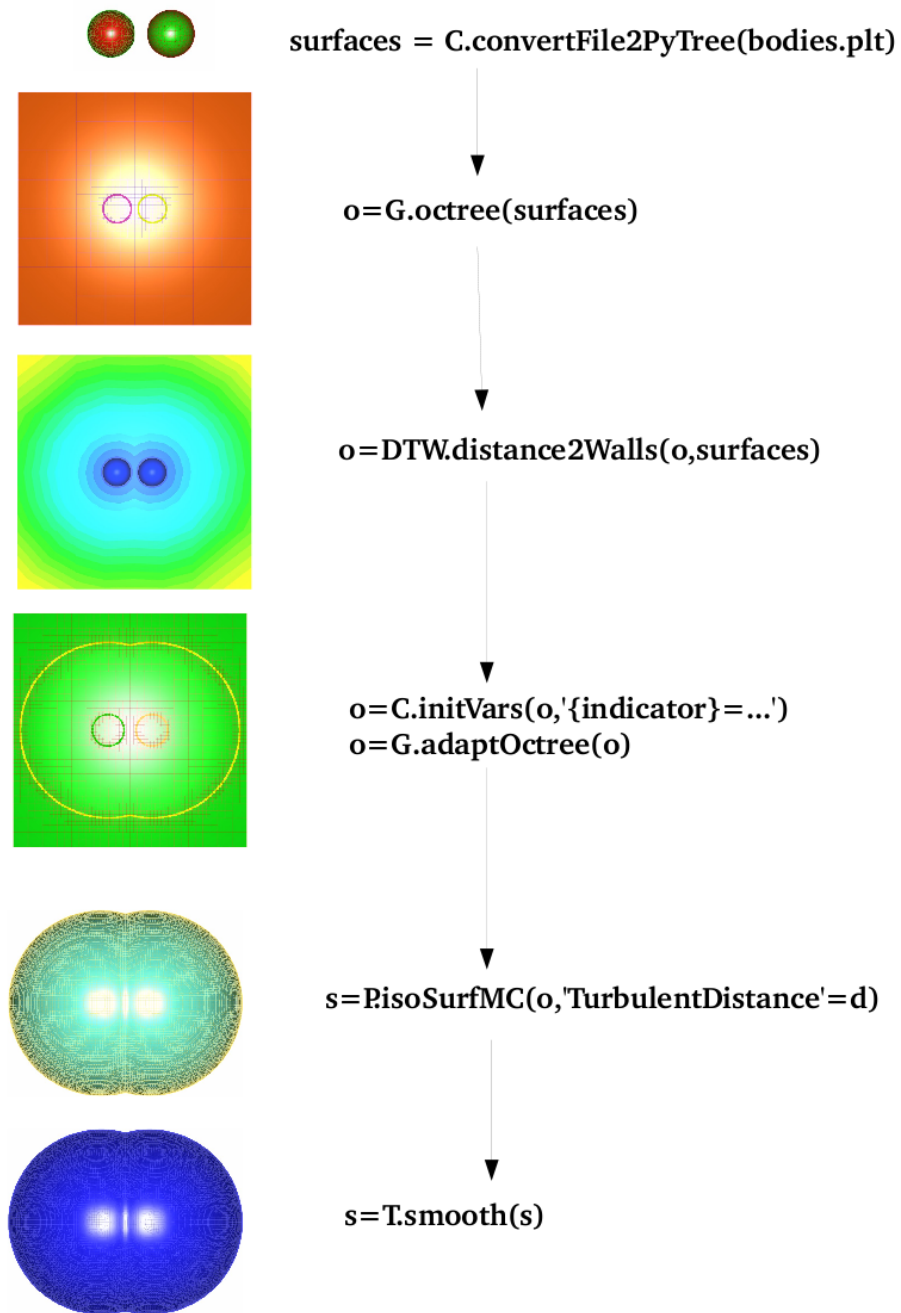 surfaces = C.convertFile2PyTree(bodies.plt)
o=G.octree(surfaces)
o=DTW.distance2Walls(o,surfaces)
o=C.initVars(o,'{indicator}=...')
o=G.adaptOctree(o)
s=P.isoSurfMC(o,'TurbulentDistance'=d)
s=T.smooth(s)